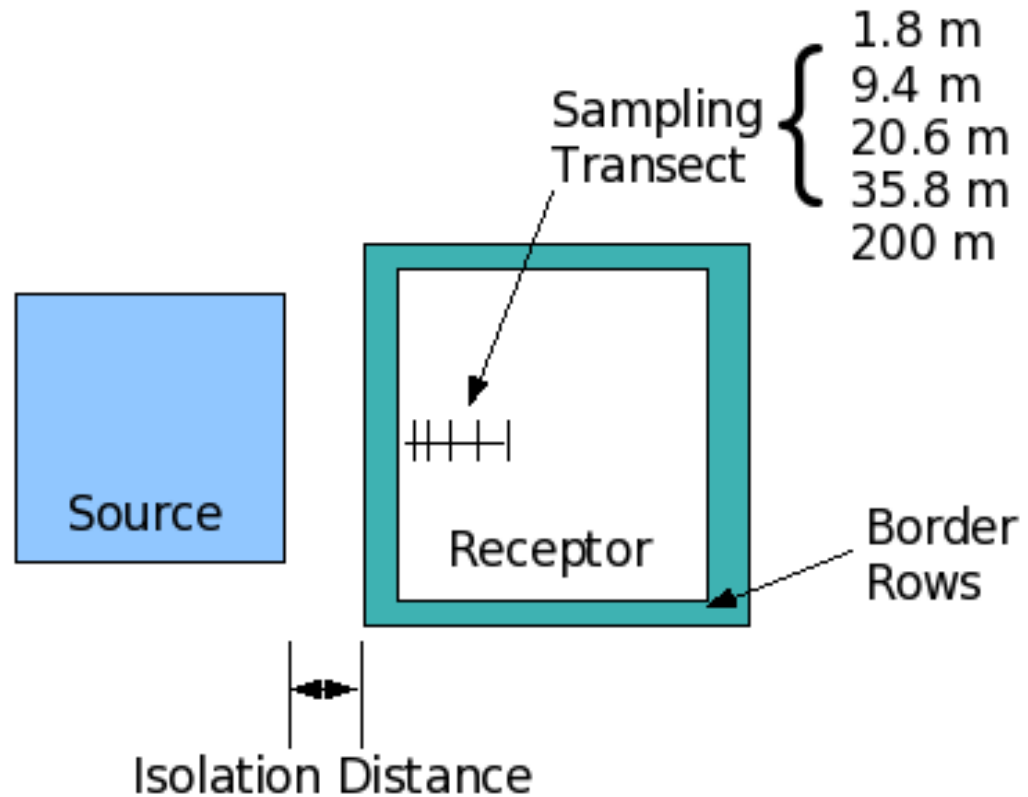 1.8 m
9.4 m
20.6 m
35.8 m
200 m
Sampling
Transect
Source
Receptor
Border
Rows
Isolation Distance